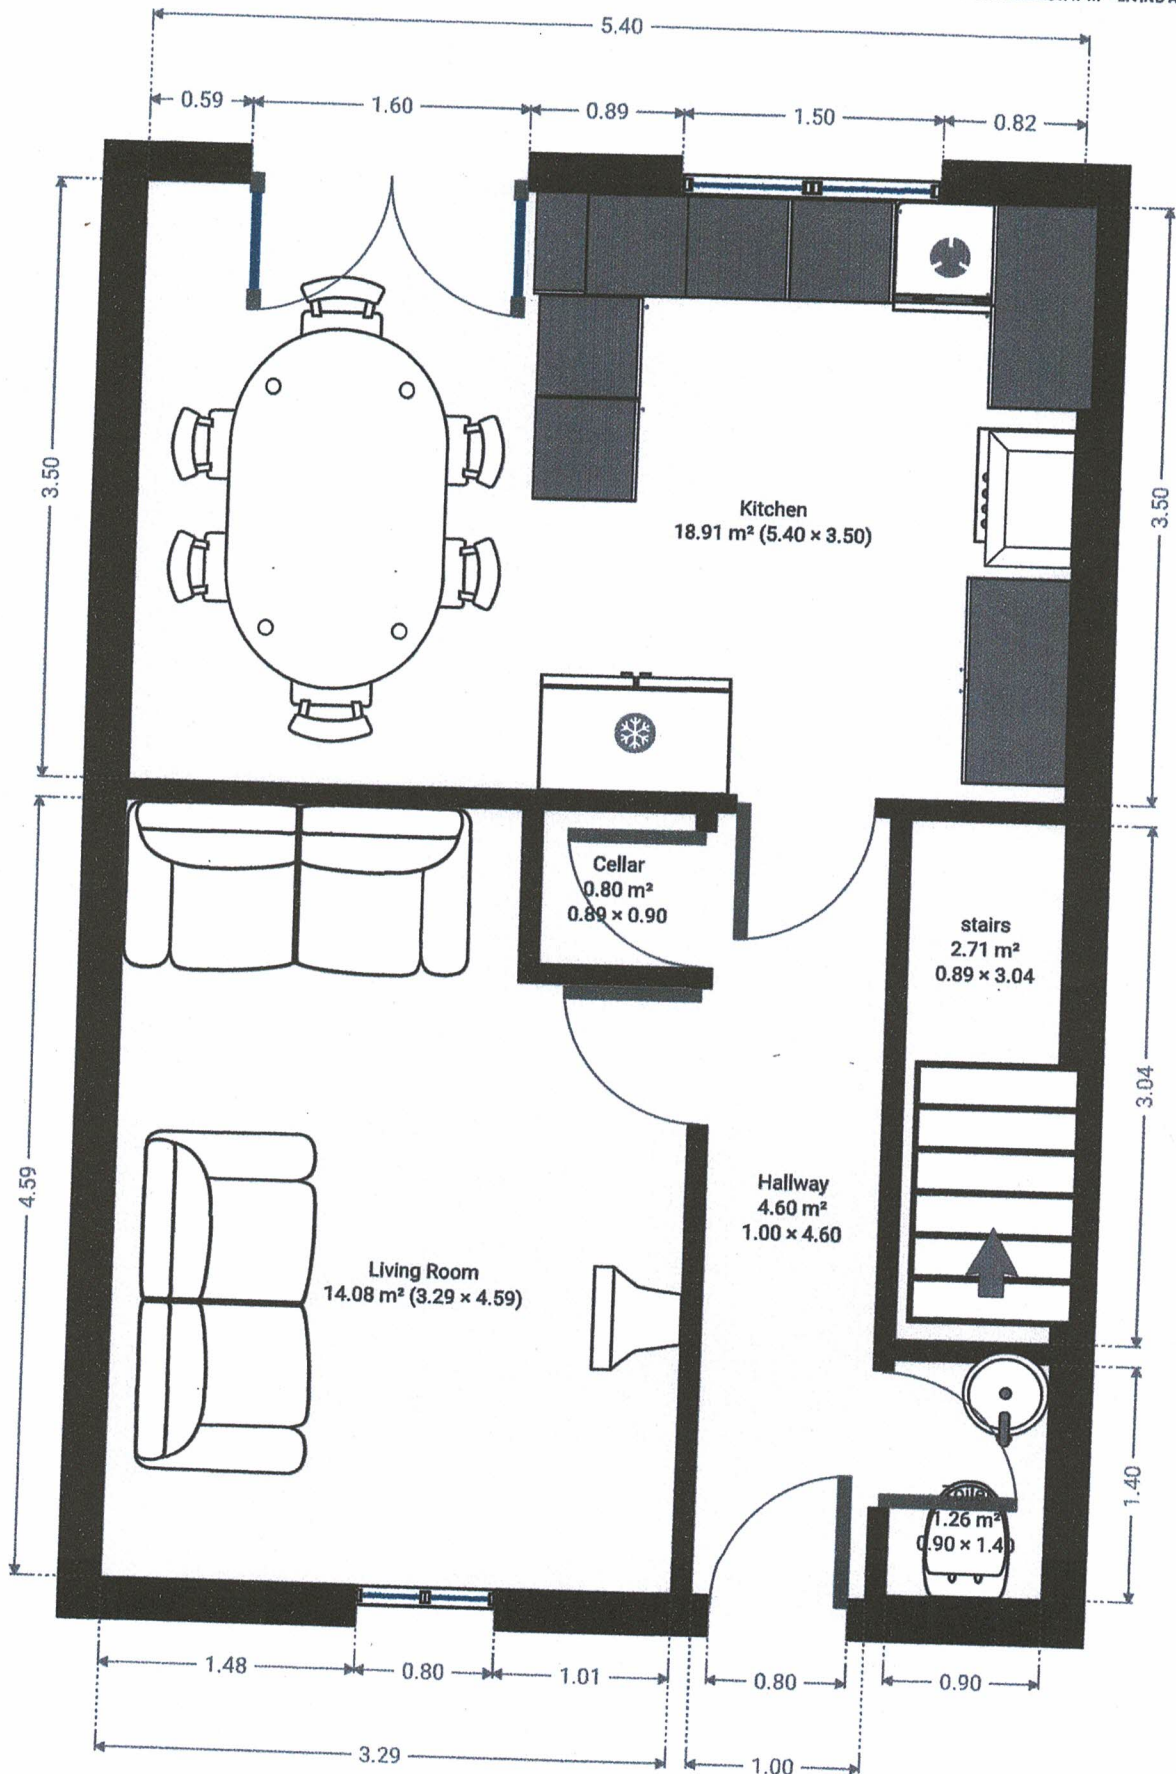 5.40
0.59
1.60
0.89
1.50
0.82
3.50
3.50
Kitchen
18.91 m² (5.40 × 3.50)
Cellar
0.80 m²
0.89 × 0.90
stairs
2.71 m²
0.89 × 3.04
3.04
4.59
Hallway
4.60 m²
1.00 × 4.60
Living Room
14.08 m² (3.29 × 4.59)
1.40
Toilet
1.26 m²
0.90 × 1.40
1.48
0.80
1.01
0.80
0.90
3.29
1.00